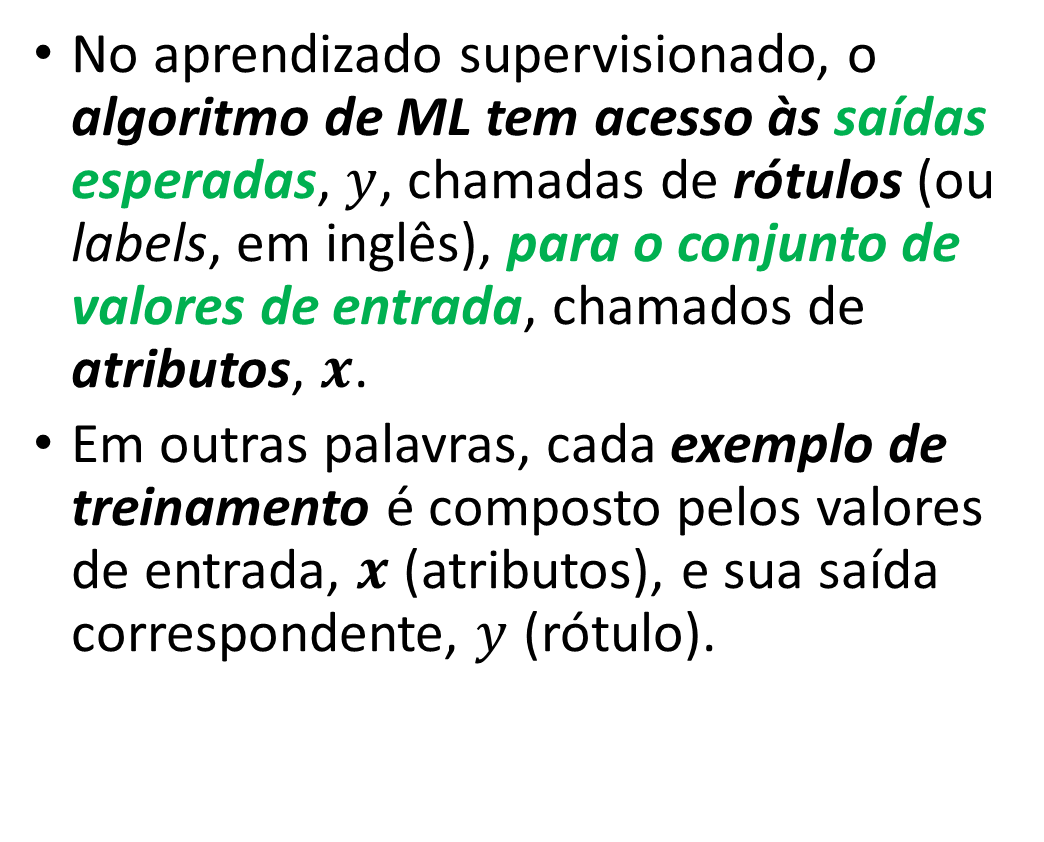 • No aprendizado supervisionado, o
algoritmo de ML tem acesso às saídas
esperadas, y, chamadas de rótulos (ou
labels, em inglês), para o conjunto de
valores de entrada, chamados de
atributos, x.
• Em outras palavras, cada exemplo de
treinamento é composto pelos valores
de entrada, x (atributos), e sua saída
correspondente, y (rótulo).